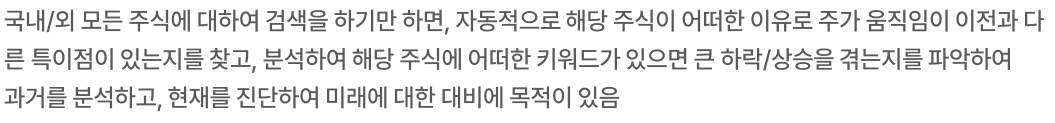 국내/외 모든 주식에 대하여 검색을 하기만 하면, 자동적으로 해당 주식이 어떠한 이유로 주가 움직임이 이전과 다
른 특이점이 있는지를 찾고, 분석하여 해당 주식에 어떠한 키워드가 있으면 큰 하락/상승을 겪는지를 파악하여
과거를 분석하고, 현재를 진단하여 미래에 대한 대비에 목적이 있음